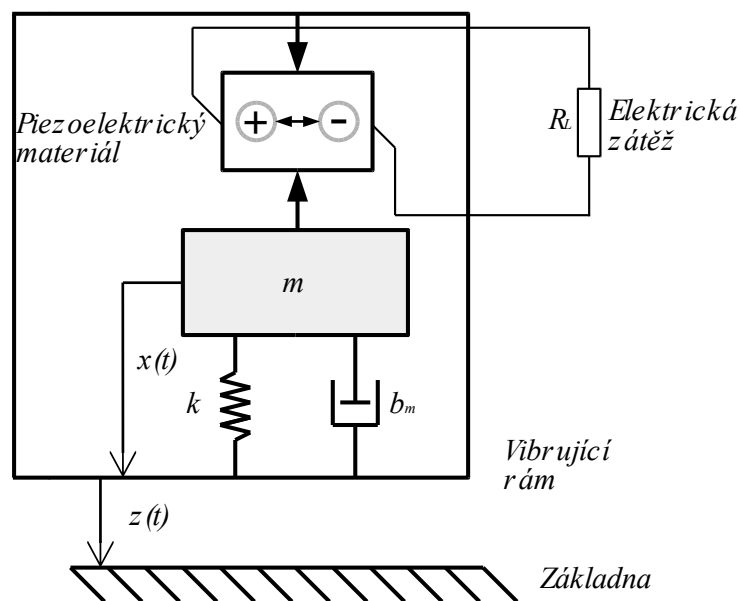 Piezoelektrický
materiál
+
-
R_L
Elektrická
zátěž
m
x(t)
k
b_m
Vibrující
rám
z(t)
Základna